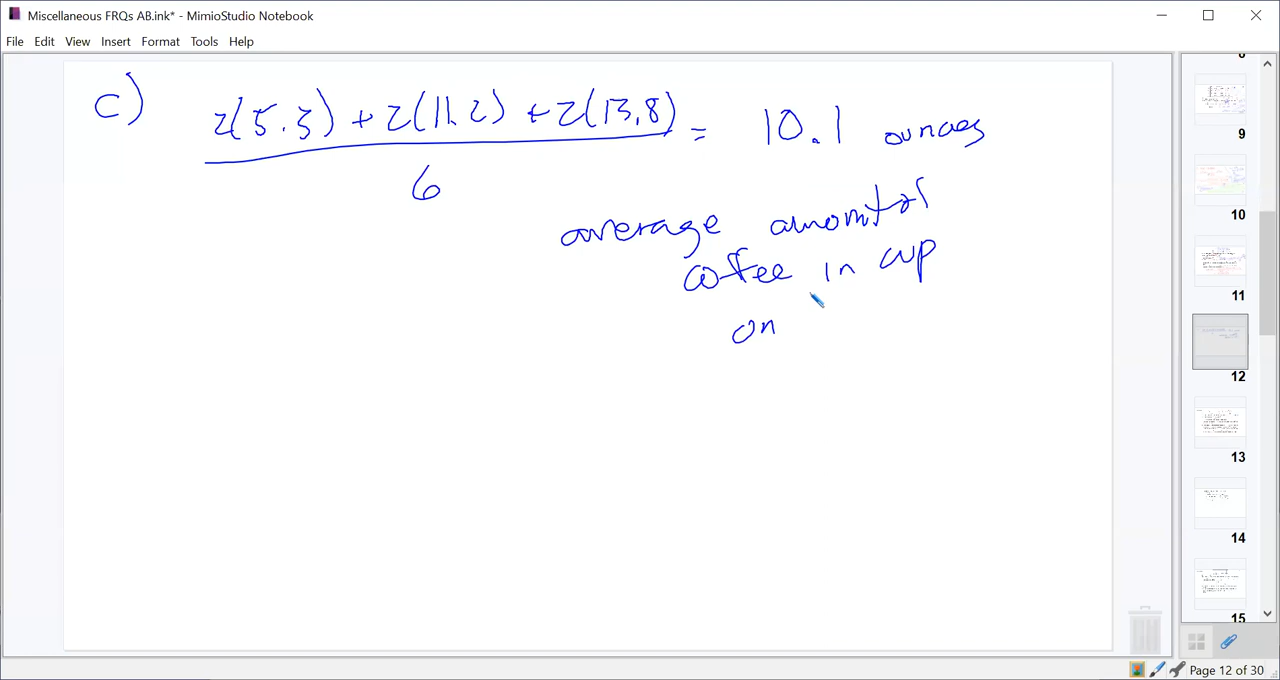 Miscellaneous FRQs AB.ink* - MimioStudio Notebook
File Edit View Insert Format Tools Help
c) 2(5.3) + 2(11.2) + 2(13.8) = 10.1 ounces
6
average amount of
coffee in cup
on
8
9
10
11
12
13
14
15
Page 12 of 30